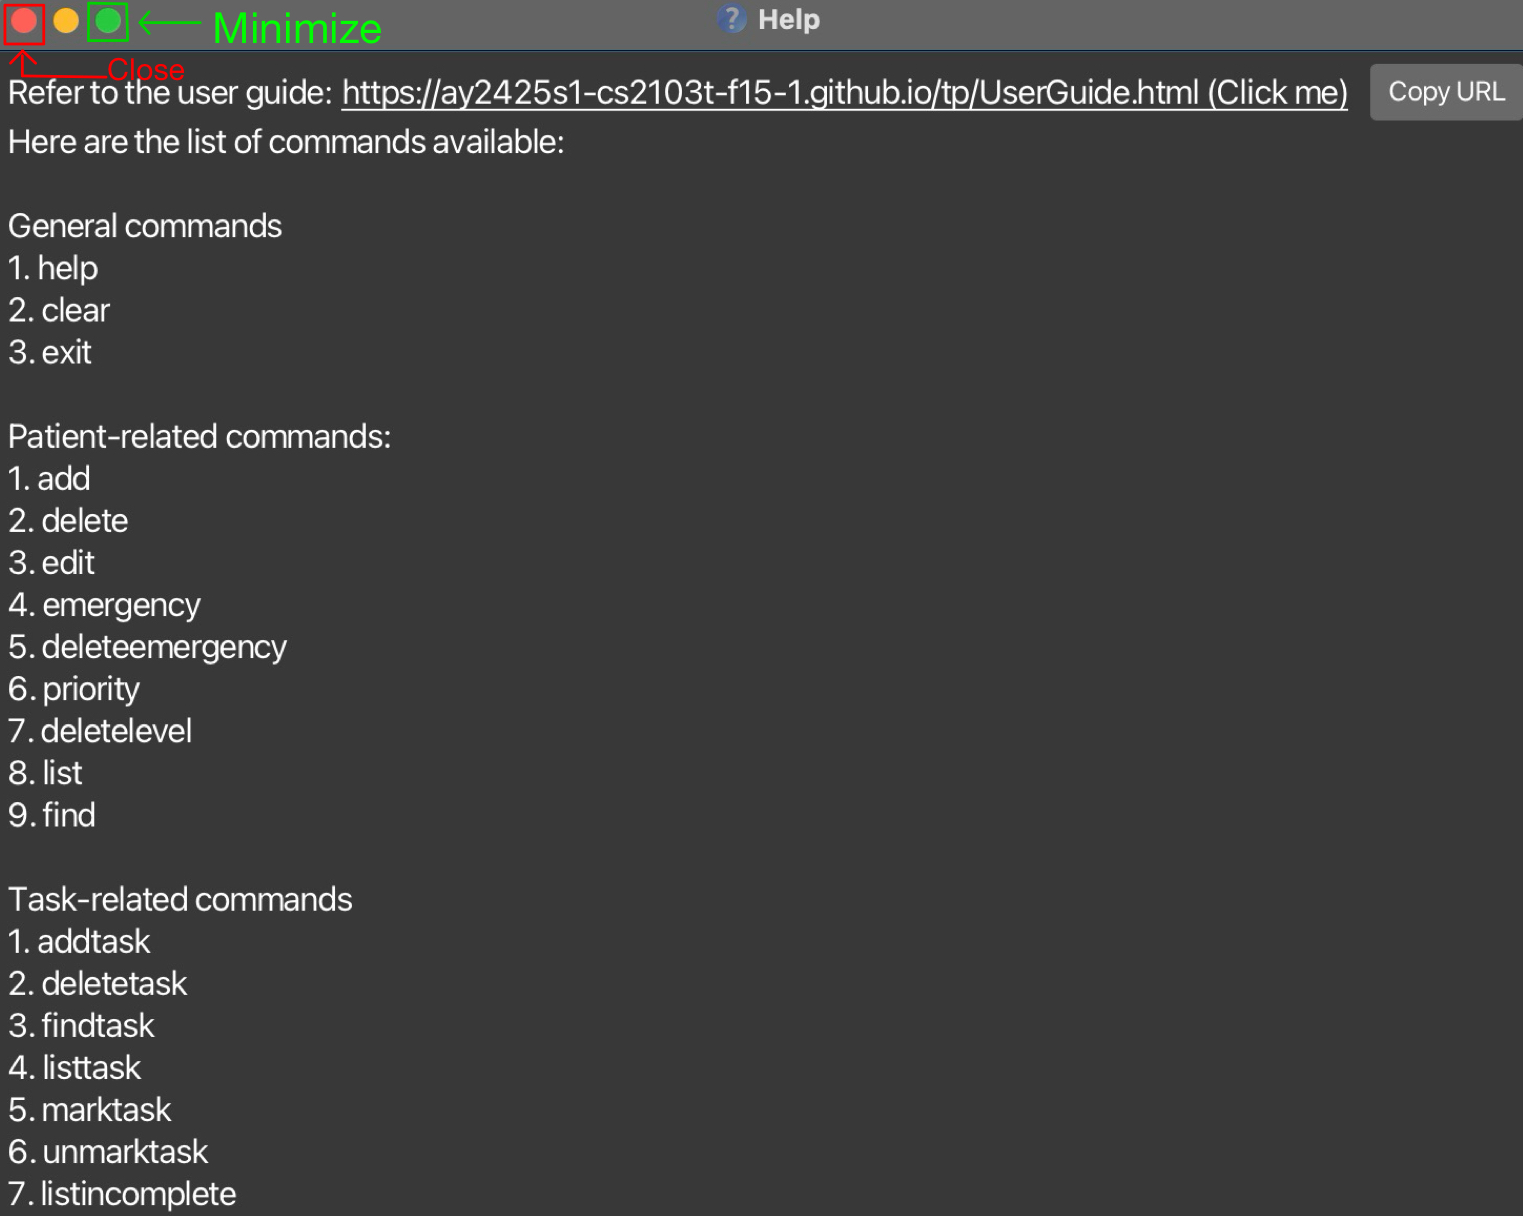 Minimize
? Help
Close
Refer to the user guide: https://ay2425s1-cs2103t-f15-1.github.io/tp/UserGuide.html (Click me) Copy URL
Here are the list of commands available:
General commands
1. help
2. clear
3. exit
Patient-related commands:
1. add
2. delete
3. edit
4. emergency
5. deleteemergency
6. priority
7. deletelevel
8. list
9. find
Task-related commands
1. addtask
2. deletetask
3. findtask
4. listtask
5. marktask
6. unmarktask
7. listincomplete